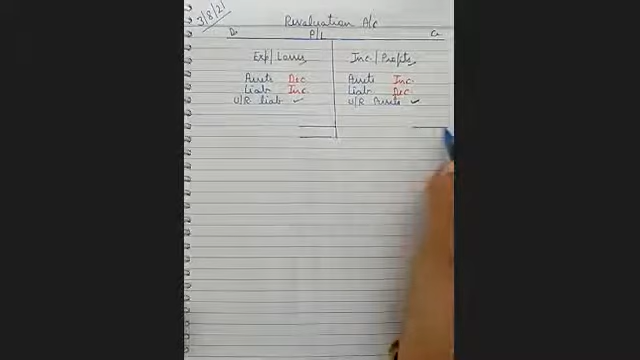 3/8/21
Revaluation A/c
Dr P/L Cr
Exp/Losses Inc/Profits
Assets Dec Assets Inc
Liab Inc Liab Dec
U/R Liab ✓ U/R Assets ✓